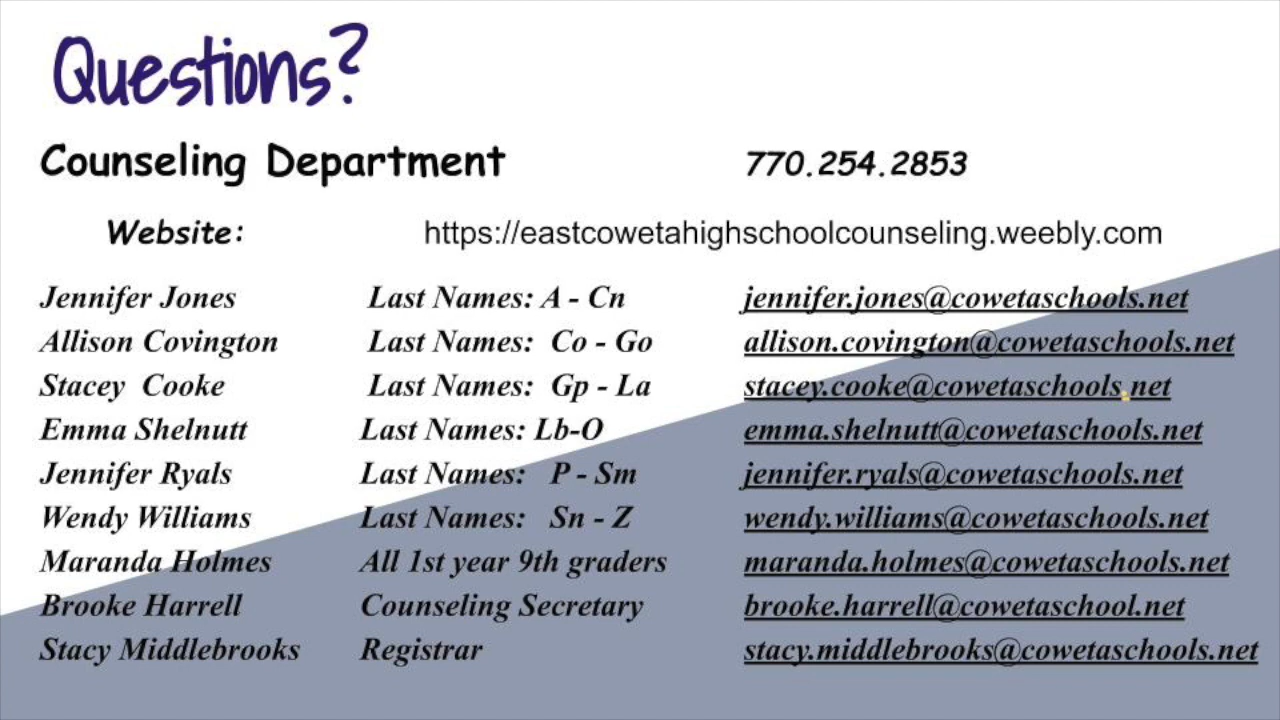 Questions?
Counseling Department 770.254.2853
Website: https://eastcowetahighschoolcounseling.weebly.com
Jennifer Jones Last Names: A - Cn jennifer.jones@cowetaschools.net
Allison Covington Last Names: Co - Go allison.covington@cowetaschools.net
Stacey Cooke Last Names: Gp - La stacey.cooke@cowetaschools.net
Emma Shelnutt Last Names: Lb-O emma.shelnutt@cowetaschools.net
Jennifer Ryals Last Names: P - Sm jennifer.ryals@cowetaschools.net
Wendy Williams Last Names: Sn - Z wendy.williams@cowetaschools.net
Maranda Holmes All 1st year 9th graders maranda.holmes@cowetaschools.net
Brooke Harrell Counseling Secretary brooke.harrell@cowetaschool.net
Stacy Middlebrooks Registrar stacy.middlebrooks@cowetaschools.net